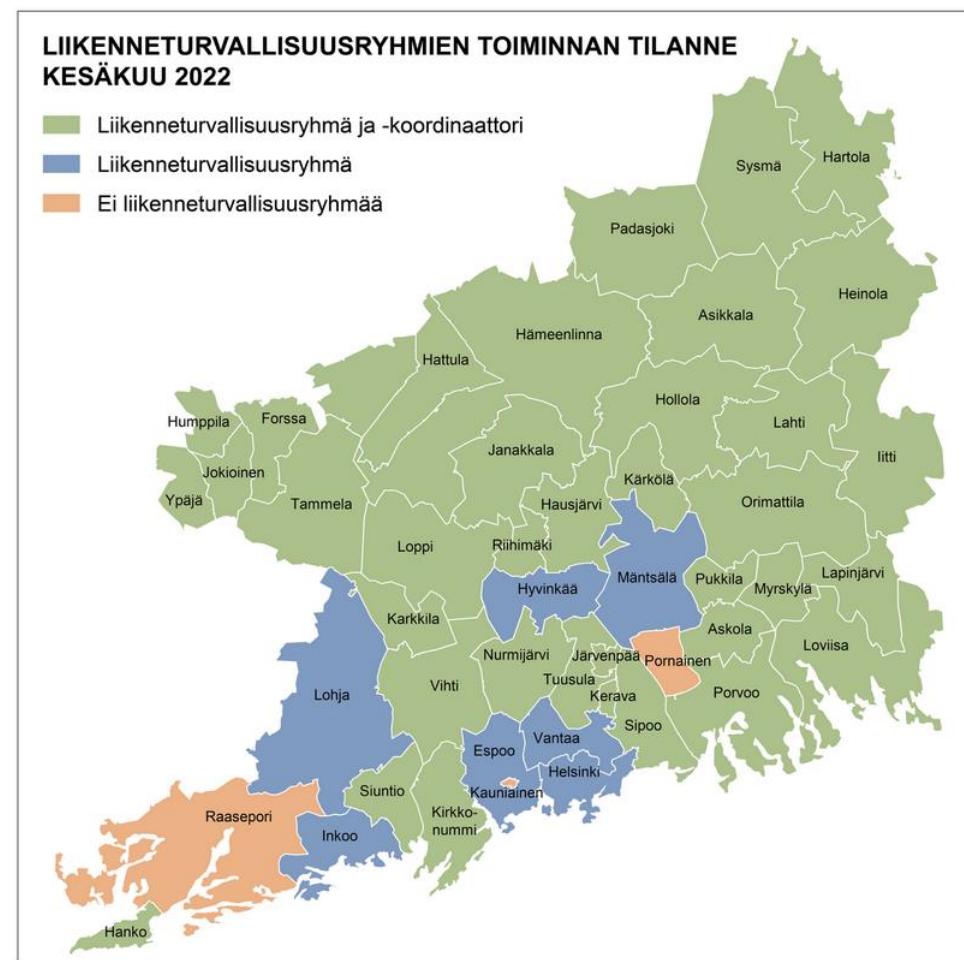 LIIKENNETURVALLISUUSRYHMIEN TOIMINNAN TILANNE
KESÄKUU 2022
Liikenneturvallisuusryhmä ja -koordinaattori
Liikenneturvallisuusryhmä
Ei liikenneturvallisuusryhmää
Sysmä
Hartola
Padasjoki
Heinola
Asikkala
Hämeenlinna
Hattula
Hollola
Lahti
Humppila
Forssa
Janakkala
Iitti
Jokioinen
Kärkölä
Ypäjä
Tammela
Hausjärvi
Orimattila
Loppi
Riihimäki
Lapinjärvi
Mäntsälä
Pukkila
Hyvinkää
Myrskylä
Karkkila
Askola
Loviisa
Nurmijärvi
Järvenpää
Pornainen
Vihti
Tuusula
Lohja
Kerava
Porvoo
Sipoo
Vantaa
Espoo
Helsinki
Siuntio
Kauniainen
Raasepori
Kirkko-
nummi
Inkoo
Hanko